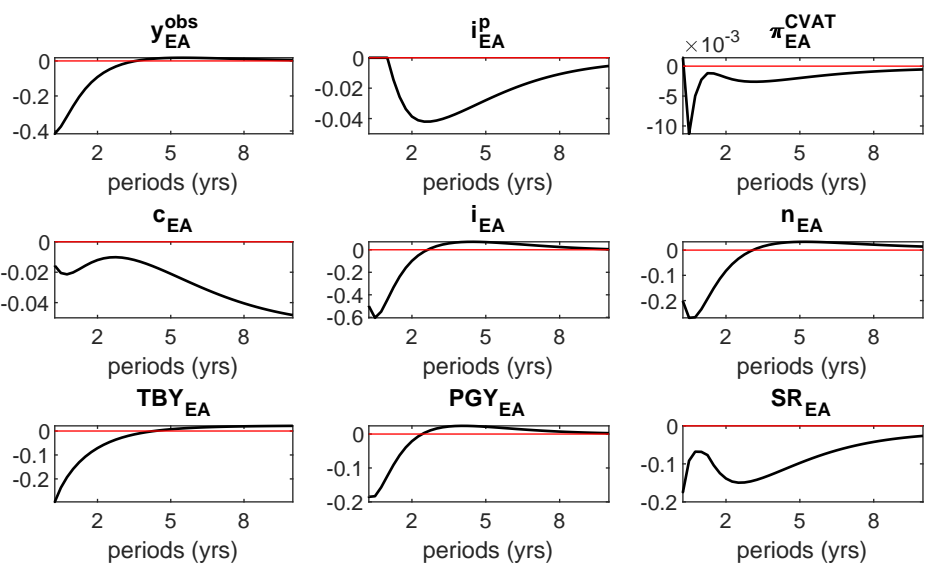 y_EA^obs i_EA^p π_EA^CVAT
×10^-3
0 0 0
-0.2 -0.02 -5
-0.4 -0.04 -10
2 5 8 2 5 8 2 5 8
periods (yrs) periods (yrs) periods (yrs)
c_EA i_EA n_EA
0 0 0
-0.02 -0.2 -0.1
-0.04 -0.4 -0.2
-0.6
2 5 8 2 5 8 2 5 8
periods (yrs) periods (yrs) periods (yrs)
TBY_EA PGY_EA SR_EA
0 0 0
-0.1 -0.1 -0.1
-0.2 -0.2 -0.2
2 5 8 2 5 8 2 5 8
periods (yrs) periods (yrs) periods (yrs)